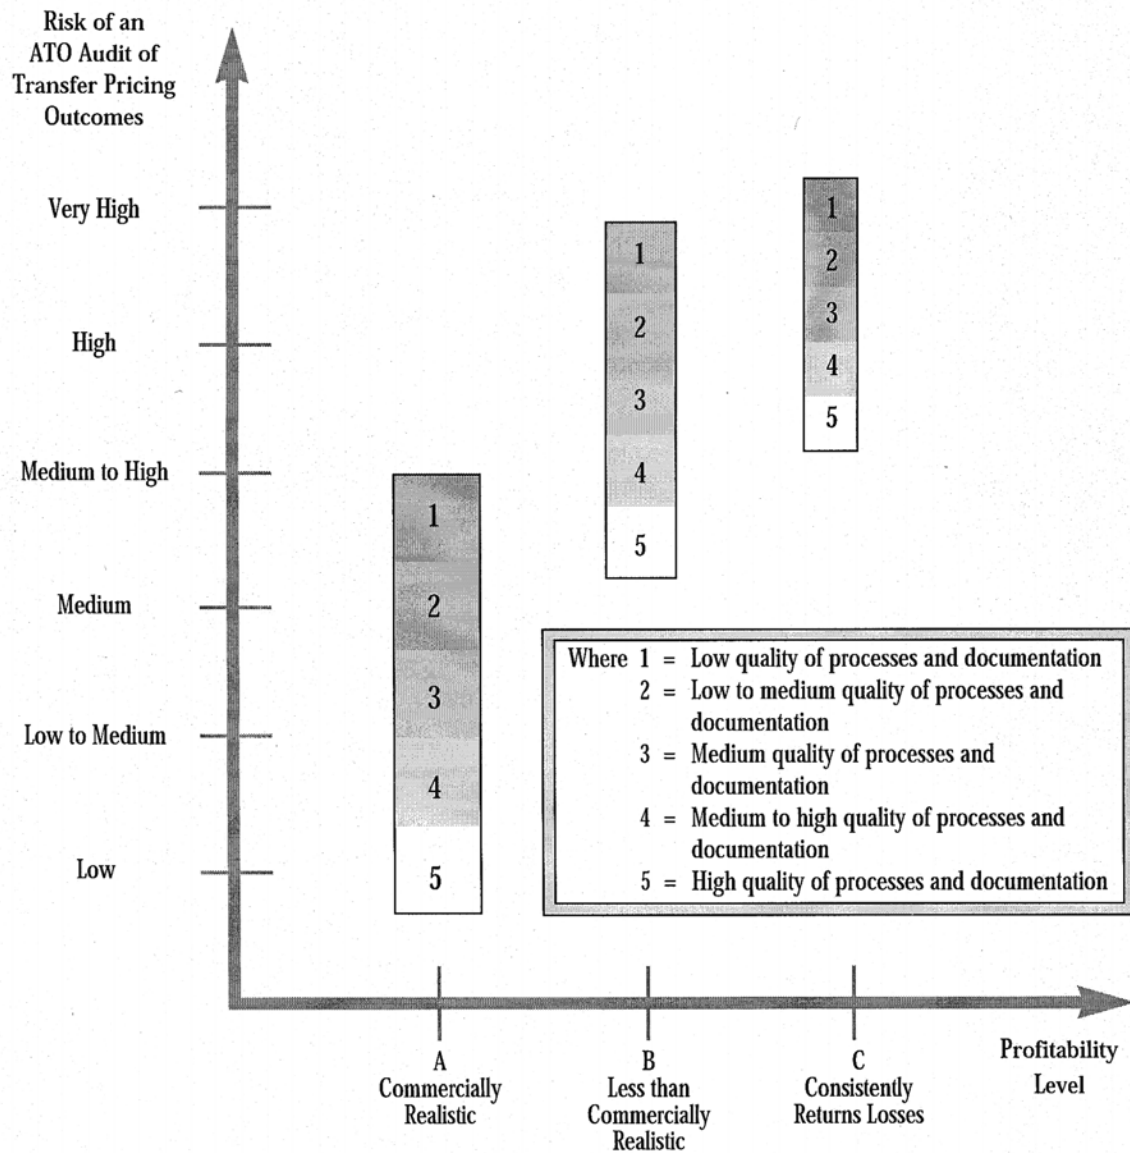 Risk of an
ATO Audit of
Transfer Pricing
Outcomes
Very High
High
Medium to High
Medium
Low to Medium
Low
1
2
3
4
5
1
2
3
4
5
1
2
3
4
5
Where 1 = Low quality of processes and documentation
2 = Low to medium quality of processes and
documentation
3 = Medium quality of processes and
documentation
4 = Medium to high quality of processes and
documentation
5 = High quality of processes and documentation
A
Commercially
Realistic
B
Less than
Commercially
Realistic
C
Consistently
Returns Losses
Profitability
Level